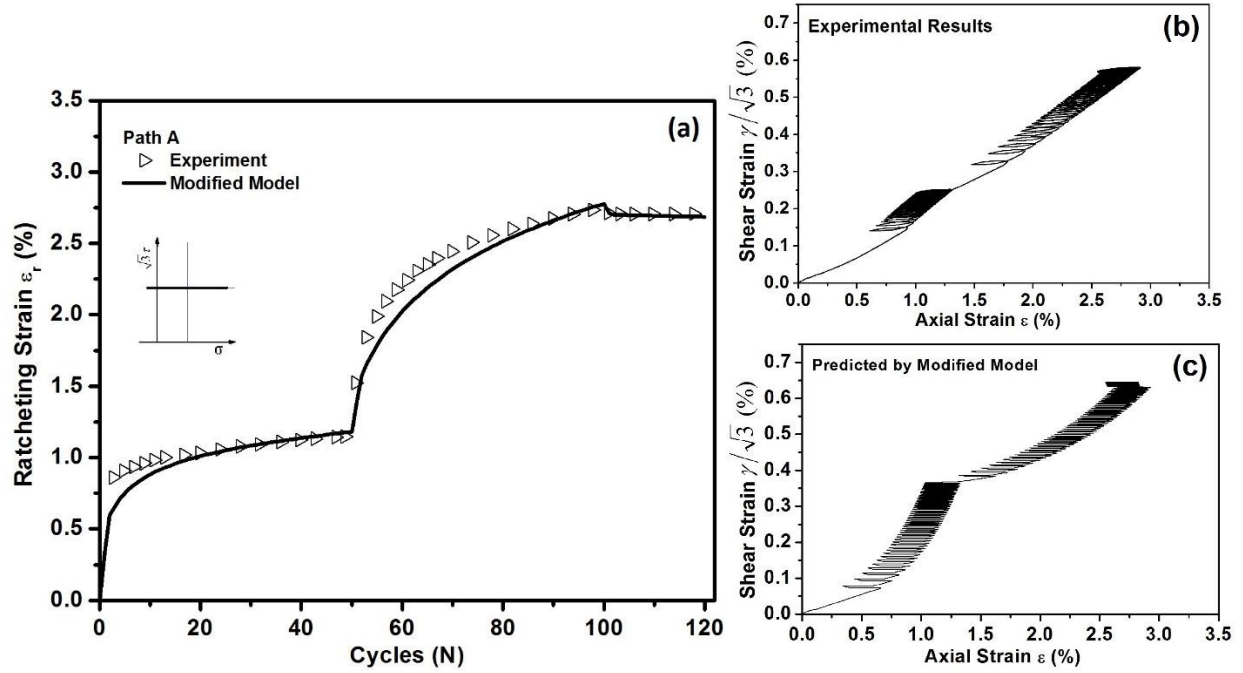 (a)
Path A
Experiment
Modified Model
√3 τ
σ
Ratcheting Strain εr (%)
3.5
3.0
2.5
2.0
1.5
1.0
0.5
0.0
0 20 40 60 80 100 120
Cycles (N)
(b)
Experimental Results
Shear Strain γ/√3 (%)
0.7
0.6
0.5
0.4
0.3
0.2
0.1
0.0
0.0 0.5 1.0 1.5 2.0 2.5 3.0 3.5
Axial Strain ε (%)
(c)
Predicted by Modified Model
Shear Strain γ/√3 (%)
0.7
0.6
0.5
0.4
0.3
0.2
0.1
0.0
0.0 0.5 1.0 1.5 2.0 2.5 3.0 3.5
Axial Strain ε (%)